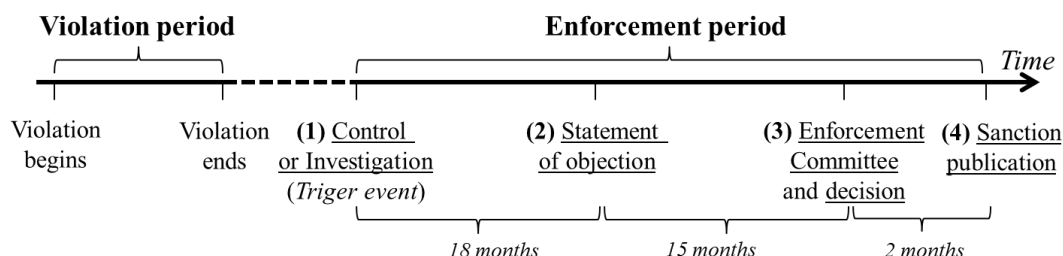 Violation period
Enforcement period
Time
Violation
begins
Violation
ends
(1) Control
or Investigation
(Triger event)
(2) Statement
of objection
(3) Enforcement
Committee
and decision
(4) Sanction
publication
18 months
15 months
2 months